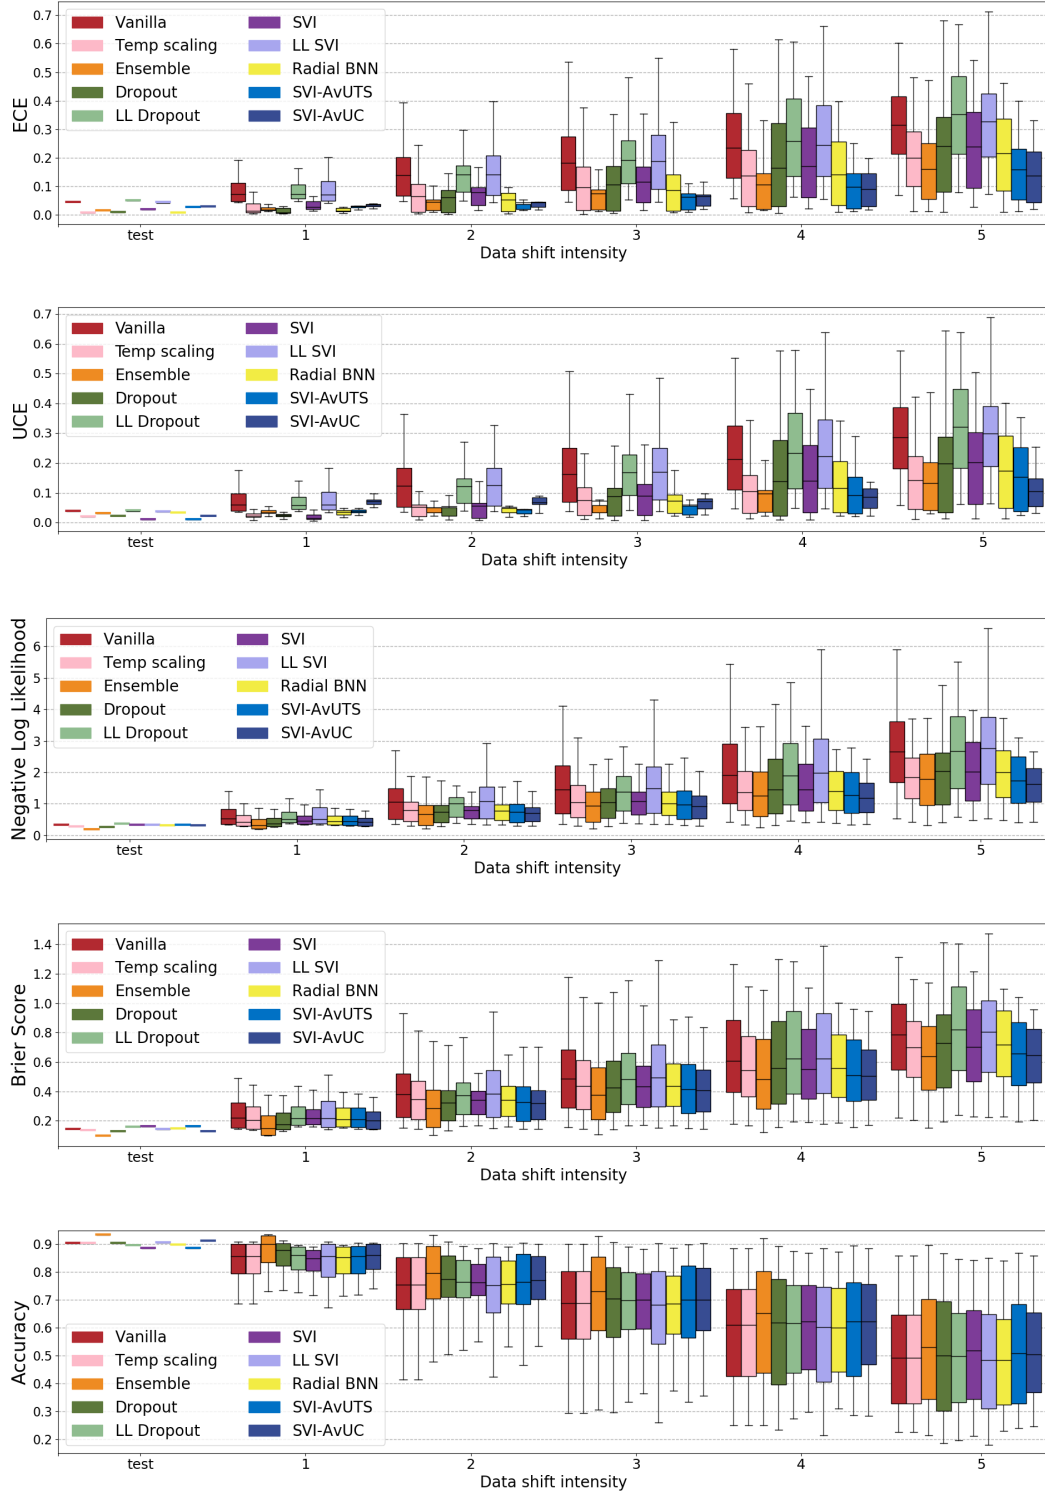 ECE
0.7
0.6
0.5
0.4
0.3
0.2
0.1
0.0
Vanilla
Temp scaling
Ensemble
Dropout
LL Dropout
SVI
LL SVI
Radial BNN
SVI-AvUTS
SVI-AvUC
test 1 2 3 4 5
Data shift intensity
UCE
0.7
0.6
0.5
0.4
0.3
0.2
0.1
0.0
Vanilla
Temp scaling
Ensemble
Dropout
LL Dropout
SVI
LL SVI
Radial BNN
SVI-AvUTS
SVI-AvUC
test 1 2 3 4 5
Data shift intensity
Negative Log Likelihood
6
5
4
3
2
1
0
Vanilla
Temp scaling
Ensemble
Dropout
LL Dropout
SVI
LL SVI
Radial BNN
SVI-AvUTS
SVI-AvUC
test 1 2 3 4 5
Data shift intensity
Brier Score
1.4
1.2
1.0
0.8
0.6
0.4
0.2
Vanilla
Temp scaling
Ensemble
Dropout
LL Dropout
SVI
LL SVI
Radial BNN
SVI-AvUTS
SVI-AvUC
test 1 2 3 4 5
Data shift intensity
Accuracy
0.9
0.8
0.7
0.6
0.5
0.4
0.3
0.2
Vanilla
Temp scaling
Ensemble
Dropout
LL Dropout
SVI
LL SVI
Radial BNN
SVI-AvUTS
SVI-AvUC
test 1 2 3 4 5
Data shift intensity